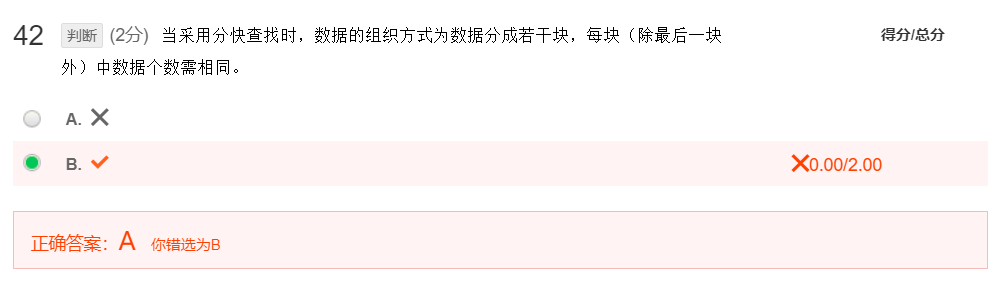 42 判断 (2分) 当采用分快查找时，数据的组织方式为数据分成若干块，每块（除最后一块 得分/总分
外）中数据个数需相同。
A.
B. 0.00/2.00
正确答案：A 你错选为B